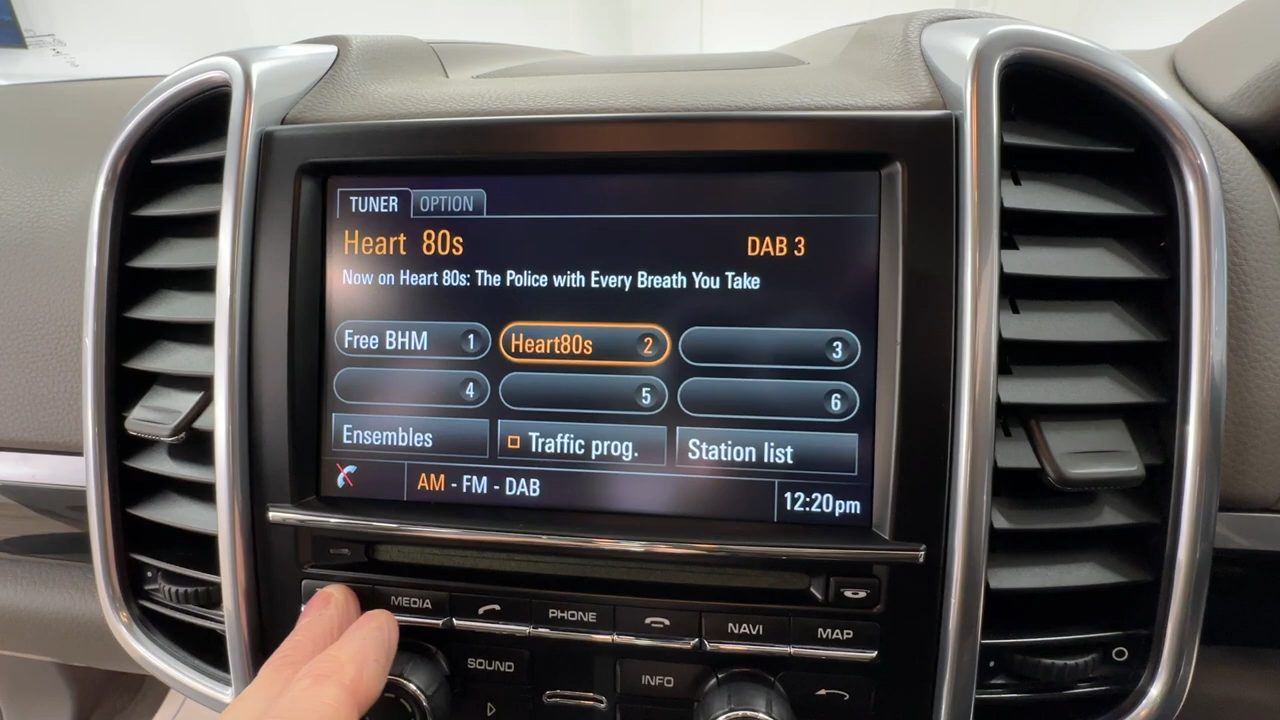 TUNER OPTION
Heart 80s DAB 3
Now on Heart 80s: The Police with Every Breath You Take
Free BHM 1 Heart80s 2 3
4 5 6
Ensembles Traffic prog. Station list
AM - FM - DAB 12:20pm
MEDIA PHONE NAVI MAP
SOUND INFO